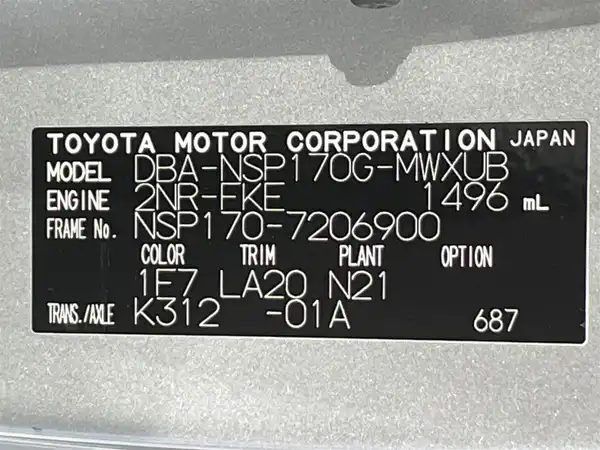 TOYOTA MOTOR CORPORATION JAPAN
MODEL DBA-NSP170G-MWXUB
ENGINE 2NR-FKE 1496 mL
FRAME No. NSP170-7206900
COLOR TRIM PLANT OPTION
1F7 LA20 N21
TRANS./AXLE K312 -01A 687